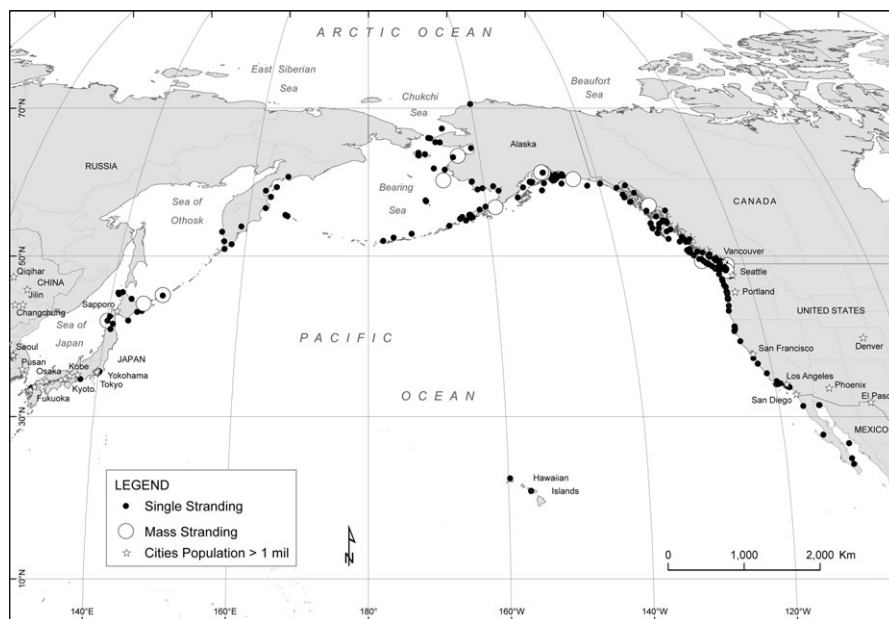 ARCTIC OCEAN
East Siberian
Sea
Beaufort
Sea
Chukchi
Sea
70°N
Alaska
RUSSIA
Bearing
Sea
CANADA
Sea of
Othosk
50°N
Vancouver
Qiqihar
Seattle
CHINA
Jilin
Sapporo
Portland
Changchung
UNITED STATES
Sea of
Japan
PACIFIC
Seoul
San Francisco
Denver
JAPAN
Pusan
Kobe
Osaka
Yokohama
Tokyo
Kyoto
Los Angeles
Phoenix
Fukuoka
OCEAN
San Diego
El Paso
30°N
MEXICO
LEGEND
Single Stranding
Mass Stranding
Cities Population > 1 mil
Hawaiian
Islands
N
0 1,000 2,000 Km
10°N
140°E 160°E 180° 160°W 140°W 120°W